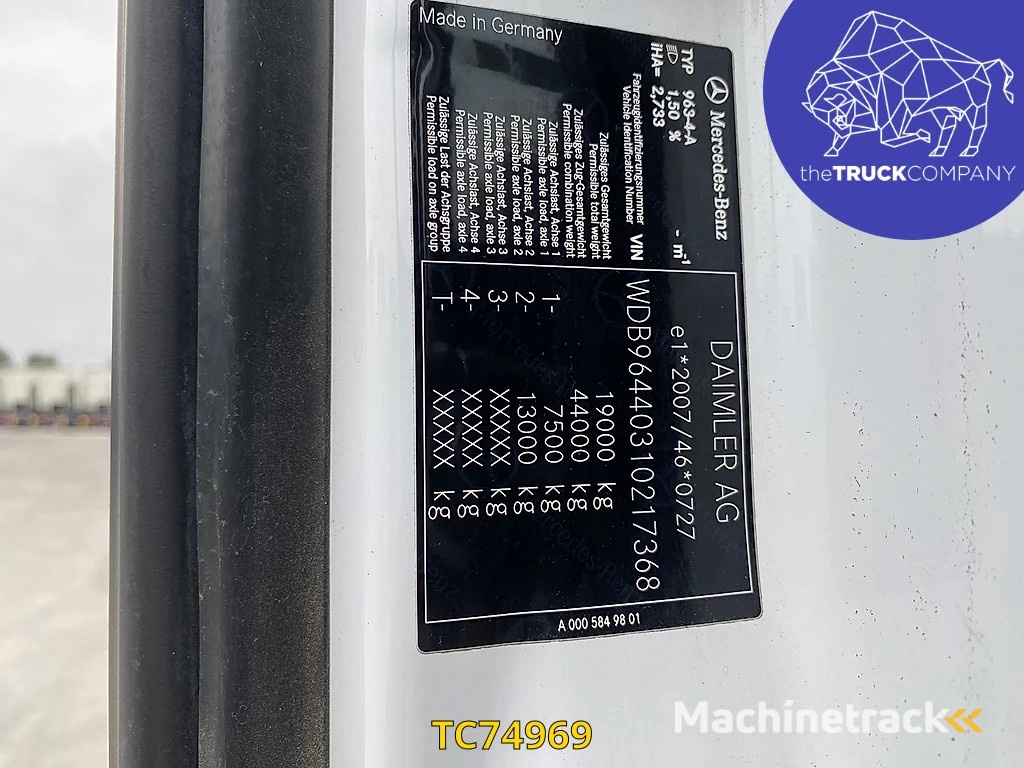 Mercedes-Benz
DAIMLER AG
TYP 963-4-A - m⁻¹ e1*2007/46*0727
1,50 %
iHA= 2,733
Fahrzeugidentifizierungsnummer
Vehicle Identification Number VIN WDB9644031O217368
Zulässiges Gesamtgewicht
Permissible total weight 19000 kg
Zulässiges Zug-Gesamtgewicht
Permissible combination weight 44000 kg
Zulässige Achslast, Achse 1
Permissible axle load, axle 1 1- 7500 kg
Zulässige Achslast, Achse 2
Permissible axle load, axle 2 2- 13000 kg
Zulässige Achslast, Achse 3
Permissible axle load, axle 3 3- XXXXX kg
Zulässige Achslast, Achse 4
Permissible axle load, axle 4 4- XXXXX kg
Zulässige Last der Achsgruppe
Permissible load on axle group T- XXXXX kg
Made in Germany
A 000 584 98 01
theTRUCKCOMPANY
TC74969
Machinetrack